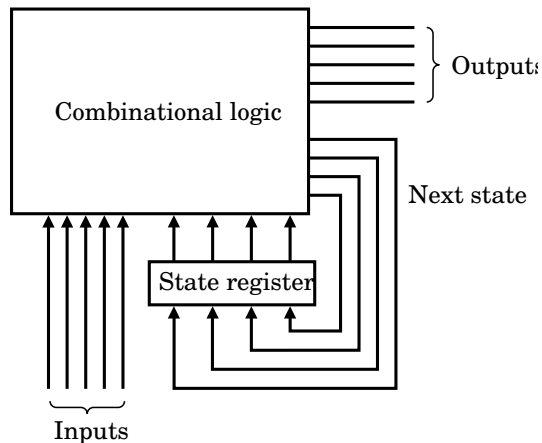 Outputs
Combinational logic
Next state
State register
Inputs